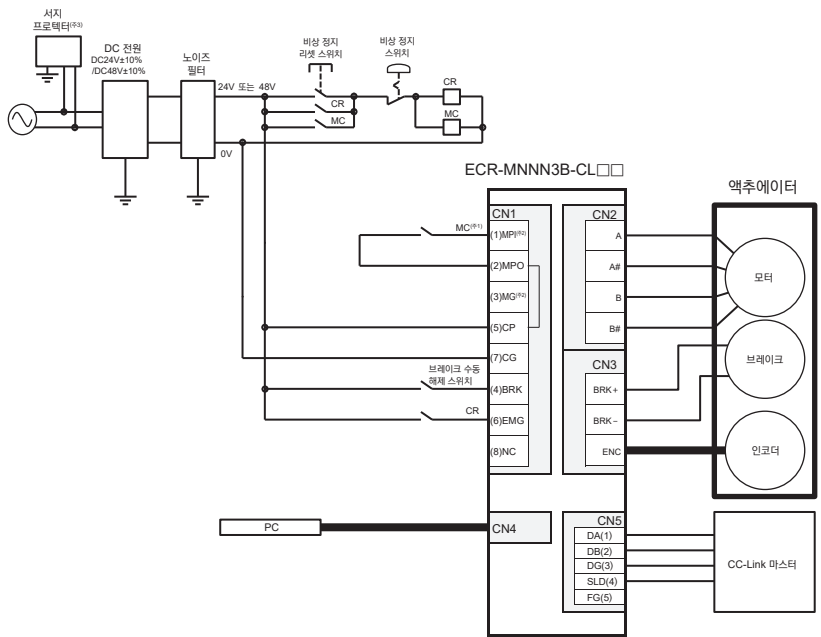 서지
프로텍터(주3)
DC 전원
DC24V±10%
/DC48V±10%
노이즈
필터
24V 또는 48V
0V
비상 정지
리셋 스위치
비상 정지
스위치
CR
MC
CR
MC
ECR-MNNN3B-CL□□
액추에이터
CN1
MC(주1)
(1)MPI(주2)
(2)MPO
(3)MG(주2)
(5)CP
(7)CG
브레이크 수동
해제 스위치
(4)BRK
CR
(6)EMG
(8)NC
CN2
A
A#
B
B#
CN3
BRK+
BRK−
ENC
모터
브레이크
인코더
PC
CN4
CN5
DA(1)
DB(2)
DG(3)
SLD(4)
FG(5)
CC-Link 마스터